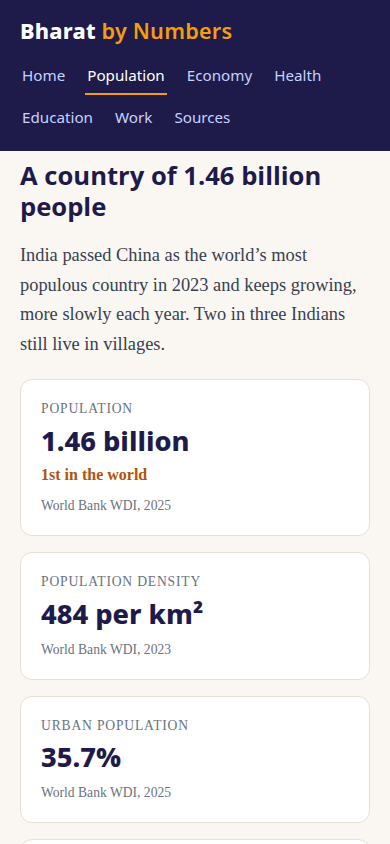 Bharat by Numbers
Home Population Economy Health
Education Work Sources
A country of 1.46 billion
people
India passed China as the world’s most
populous country in 2023 and keeps growing,
more slowly each year. Two in three Indians
still live in villages.
POPULATION
1.46 billion
1st in the world
World Bank WDI, 2025
POPULATION DENSITY
484 per km²
World Bank WDI, 2023
URBAN POPULATION
35.7%
World Bank WDI, 2025